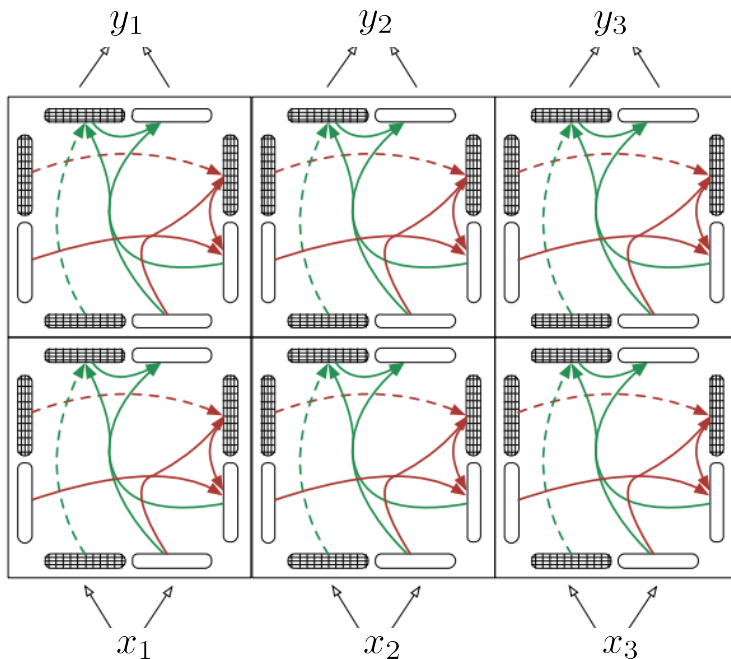 y₁ y₂ y₃
x₁ x₂ x₃